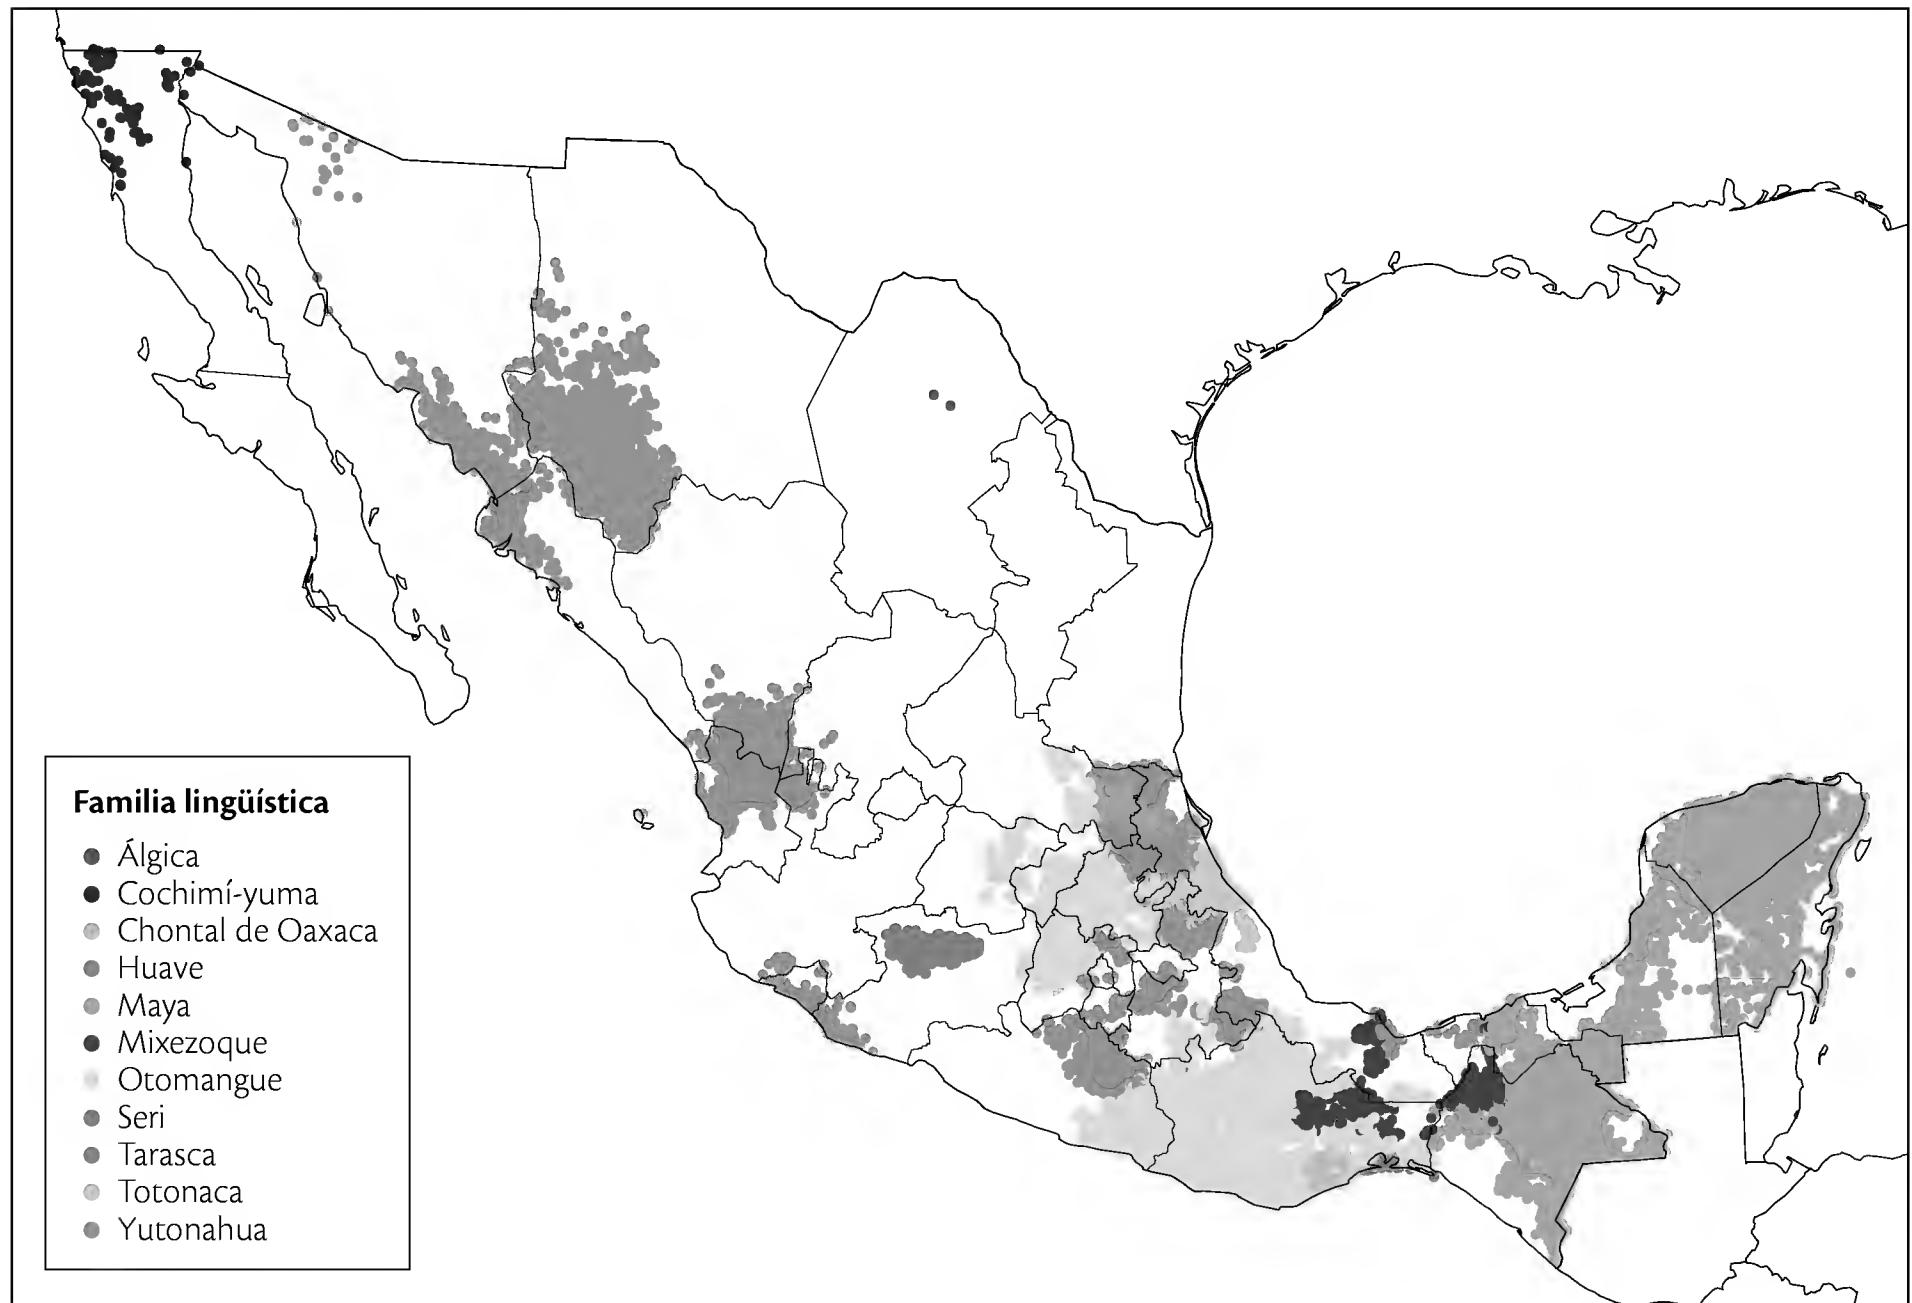 Familia lingüística
Álgica
Cochimí-yuma
Chontal de Oaxaca
Huave
Maya
Mixezoque
Otomangue
Seri
Tarasca
Totonaca
Yutonahua